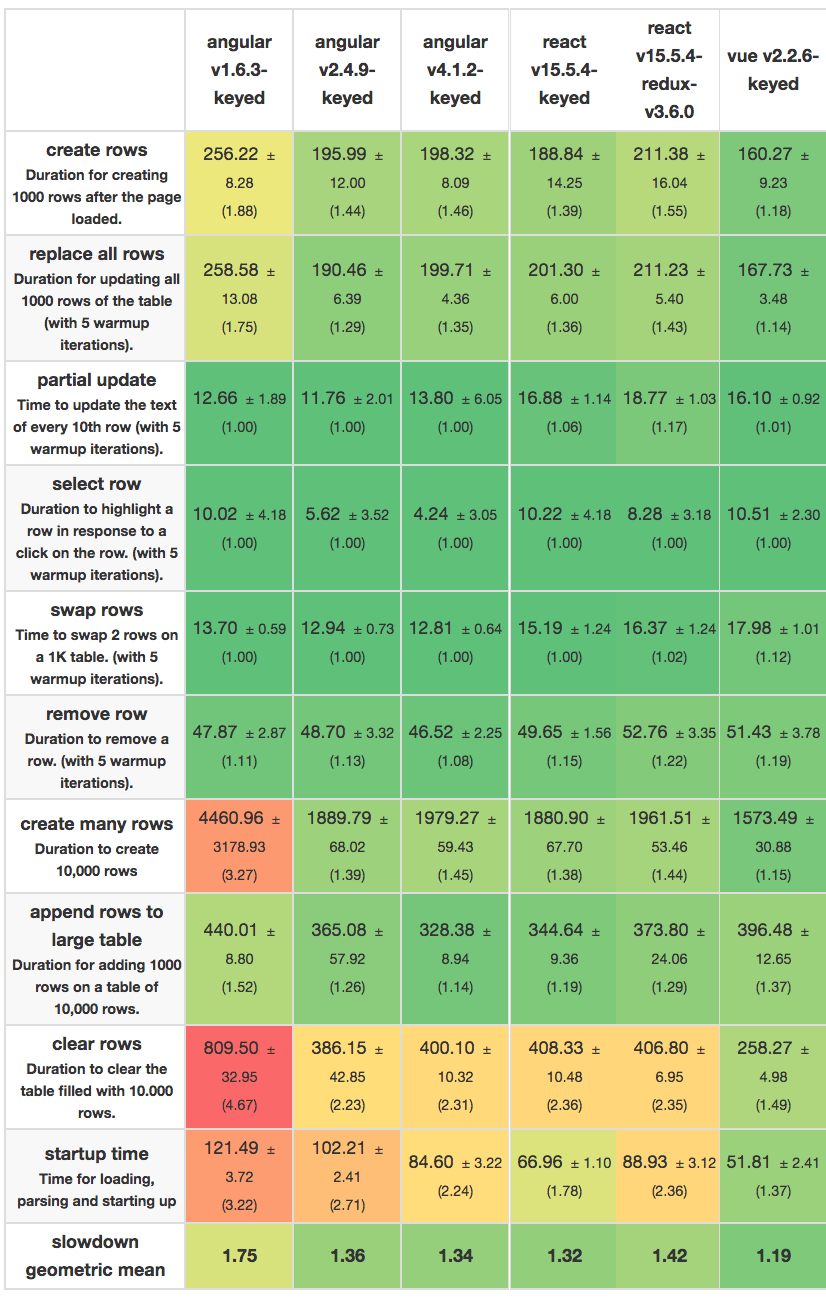 angular v1.6.3-keyed
angular v2.4.9-keyed
angular v4.1.2-keyed
react v15.5.4-keyed
react v15.5.4-redux-v3.6.0
vue v2.2.6-keyed
create rows
Duration for creating
1000 rows after the page
loaded.
256.22 ± 8.28 (1.88)
195.99 ± 12.00 (1.44)
198.32 ± 8.09 (1.46)
188.84 ± 14.25 (1.39)
211.38 ± 16.04 (1.55)
160.27 ± 9.23 (1.18)
replace all rows
Duration for updating all
1000 rows of the table
(with 5 warmup
iterations).
258.58 ± 13.08 (1.75)
190.46 ± 6.39 (1.29)
199.71 ± 4.36 (1.35)
201.30 ± 6.00 (1.36)
211.23 ± 5.40 (1.43)
167.73 ± 3.48 (1.14)
partial update
Time to update the text
of every 10th row (with 5
warmup iterations).
12.66 ± 1.89 (1.00)
11.76 ± 2.01 (1.00)
13.80 ± 6.05 (1.00)
16.88 ± 1.14 (1.06)
18.77 ± 1.03 (1.17)
16.10 ± 0.92 (1.01)
select row
Duration to highlight a
row in response to a
click on the row. (with 5
warmup iterations).
10.02 ± 4.18 (1.00)
5.62 ± 3.52 (1.00)
4.24 ± 3.05 (1.00)
10.22 ± 4.18 (1.00)
8.28 ± 3.18 (1.00)
10.51 ± 2.30 (1.00)
swap rows
Time to swap 2 rows on
a 1K table. (with 5
warmup iterations).
13.70 ± 0.59 (1.00)
12.94 ± 0.73 (1.00)
12.81 ± 0.64 (1.00)
15.19 ± 1.24 (1.00)
16.37 ± 1.24 (1.02)
17.98 ± 1.01 (1.12)
remove row
Duration to remove a
row. (with 5 warmup
iterations).
47.87 ± 2.87 (1.11)
48.70 ± 3.32 (1.13)
46.52 ± 2.25 (1.08)
49.65 ± 1.56 (1.15)
52.76 ± 3.35 (1.22)
51.43 ± 3.78 (1.19)
create many rows
Duration to create
10,000 rows
4460.96 ± 3178.93 (3.27)
1889.79 ± 68.02 (1.39)
1979.27 ± 59.43 (1.45)
1880.90 ± 67.70 (1.38)
1961.51 ± 53.46 (1.44)
1573.49 ± 30.88 (1.15)
append rows to
large table
Duration for adding 1000
rows on a table of
10,000 rows.
440.01 ± 8.80 (1.52)
365.08 ± 57.92 (1.26)
328.38 ± 8.94 (1.14)
344.64 ± 9.36 (1.19)
373.80 ± 24.06 (1.29)
396.48 ± 12.65 (1.37)
clear rows
Duration to clear the
table filled with 10.000
rows.
809.50 ± 32.95 (4.67)
386.15 ± 42.85 (2.23)
400.10 ± 10.32 (2.31)
408.33 ± 10.48 (2.36)
406.80 ± 6.95 (2.35)
258.27 ± 4.98 (1.49)
startup time
Time for loading,
parsing and starting up
121.49 ± 3.72 (3.22)
102.21 ± 2.41 (2.71)
84.60 ± 3.22 (2.24)
66.96 ± 1.10 (1.78)
88.93 ± 3.12 (2.36)
51.81 ± 2.41 (1.37)
slowdown
geometric mean
1.75
1.36
1.34
1.32
1.42
1.19